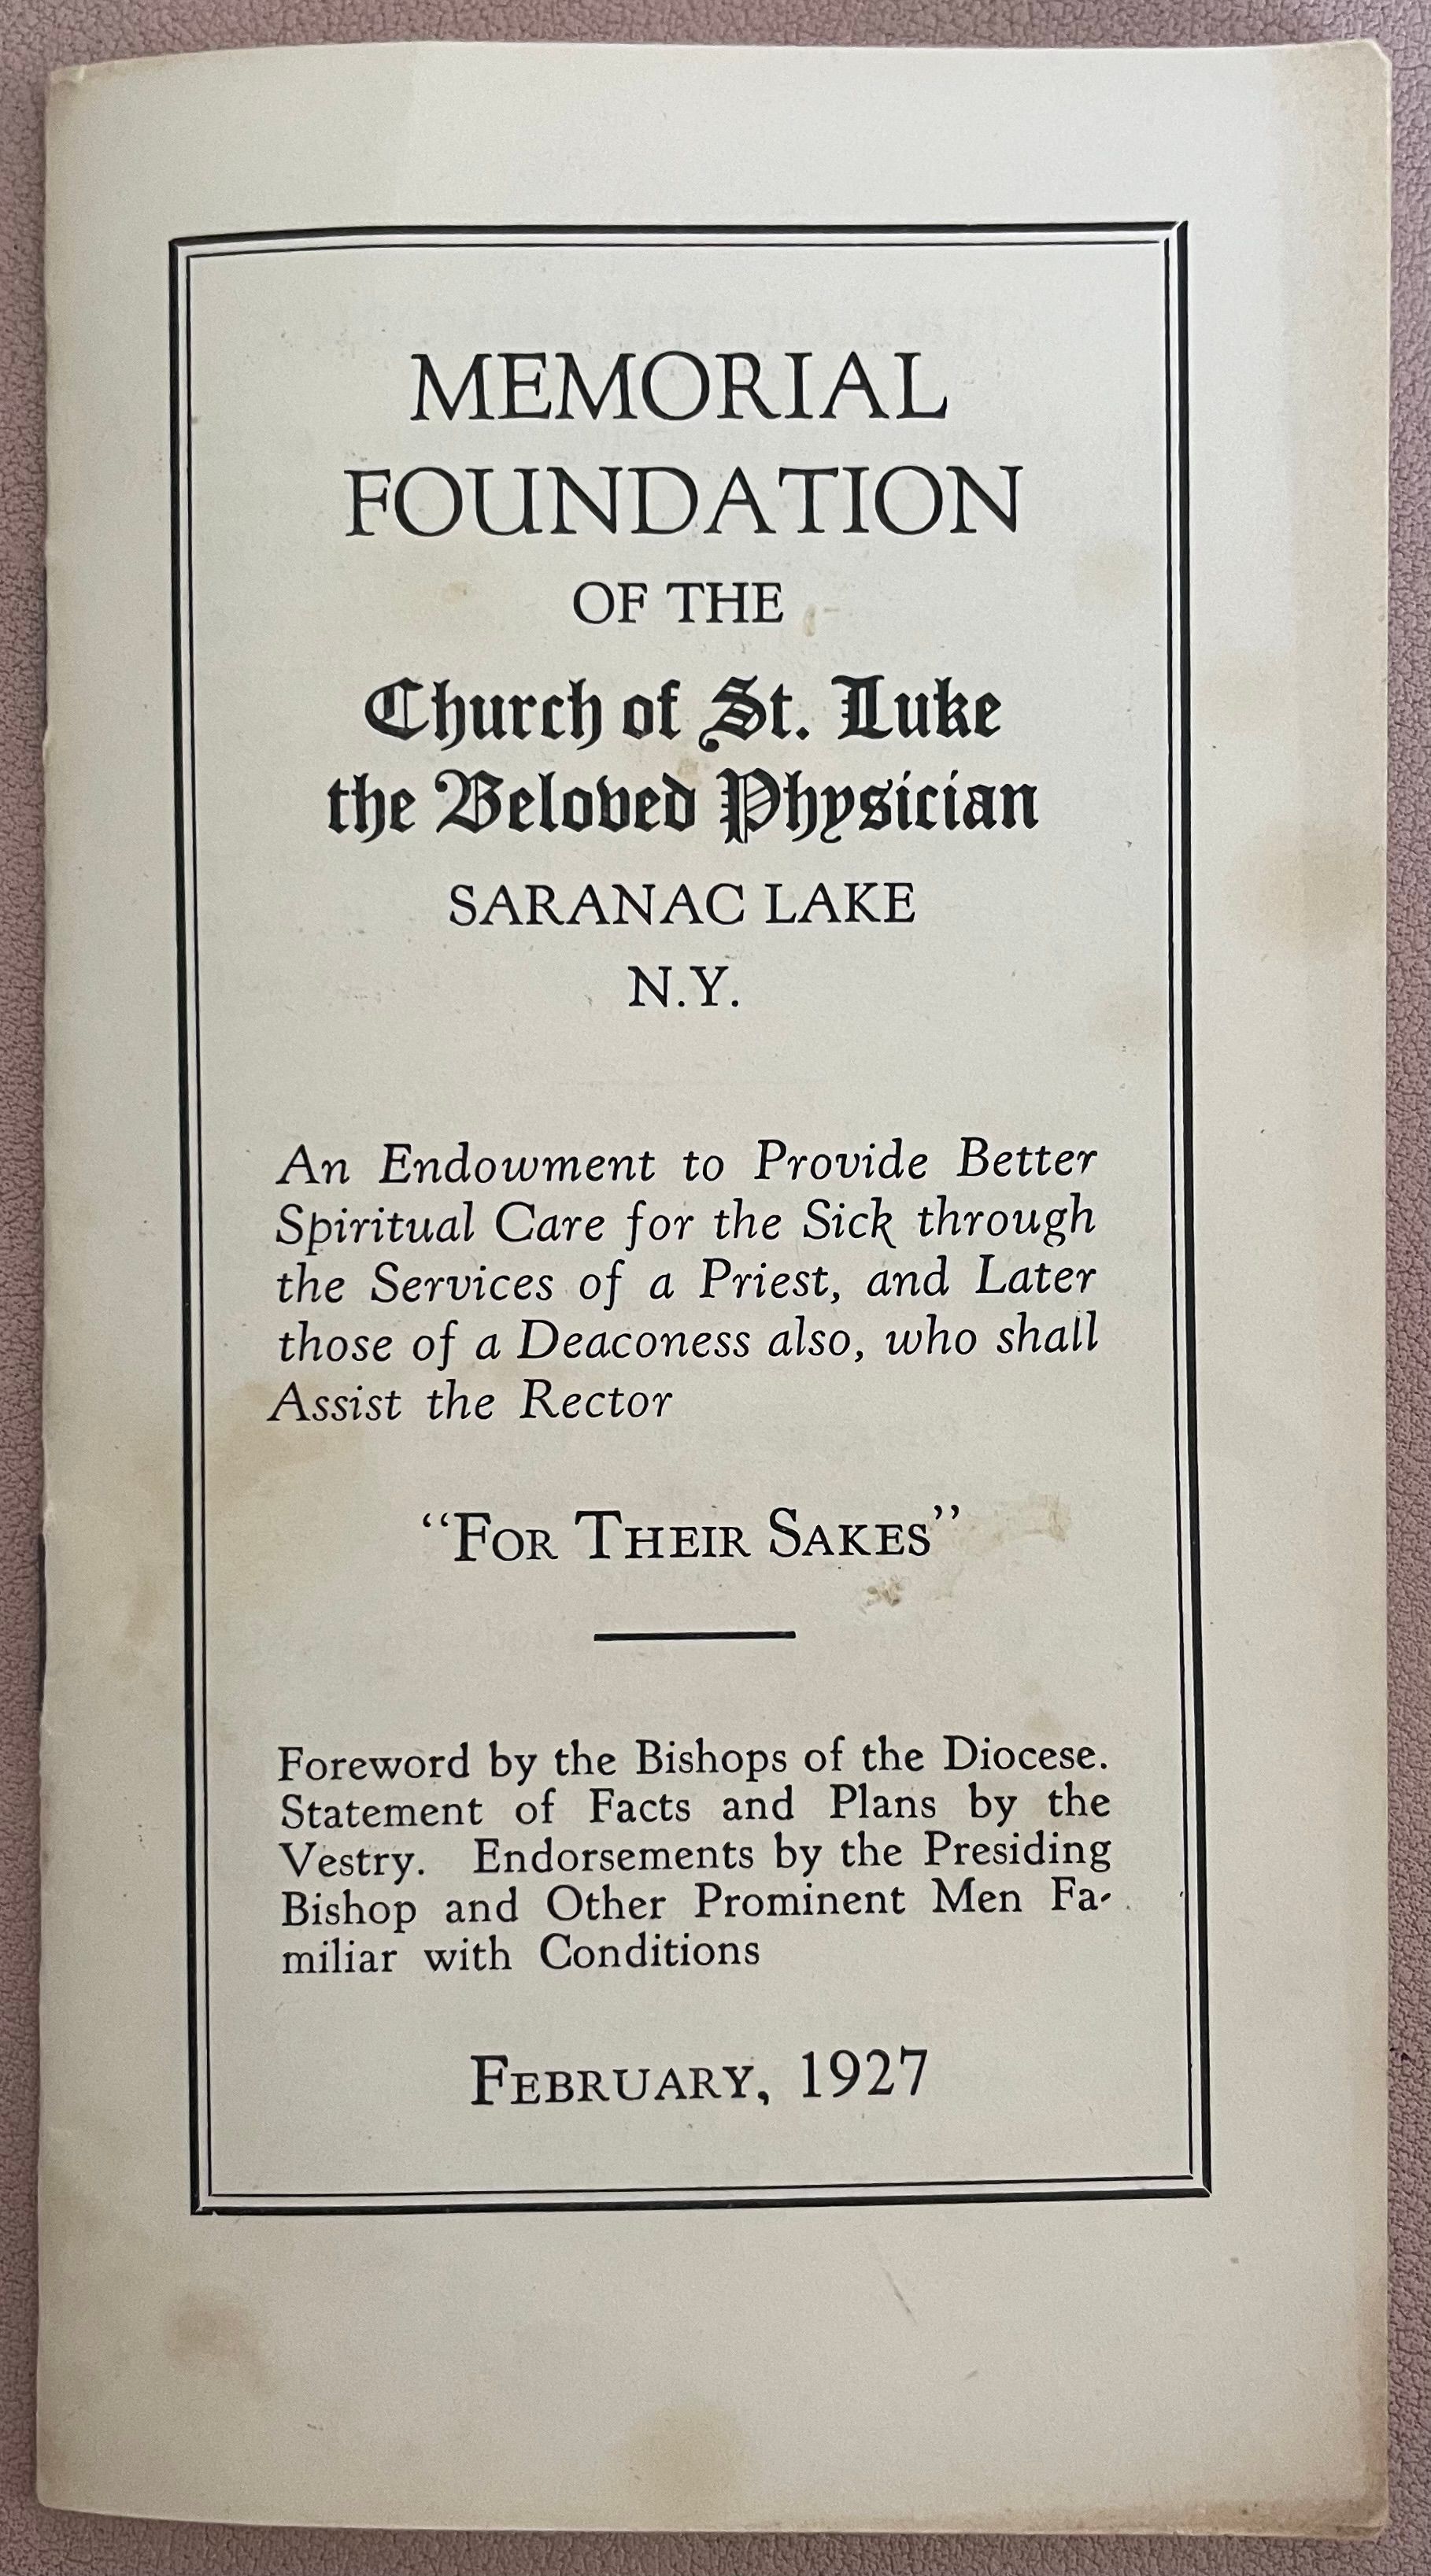 MEMORIAL
FOUNDATION
OF THE
Church of St. Luke
the Beloved Physician
SARANAC LAKE
N.Y.
An Endowment to Provide Better
Spiritual Care for the Sick through
the Services of a Priest, and Later
those of a Deaconess also, who shall
Assist the Rector
“FOR THEIR SAKES”
Foreword by the Bishops of the Diocese.
Statement of Facts and Plans by the
Vestry. Endorsements by the Presiding
Bishop and Other Prominent Men Fa-
miliar with Conditions
FEBRUARY, 1927